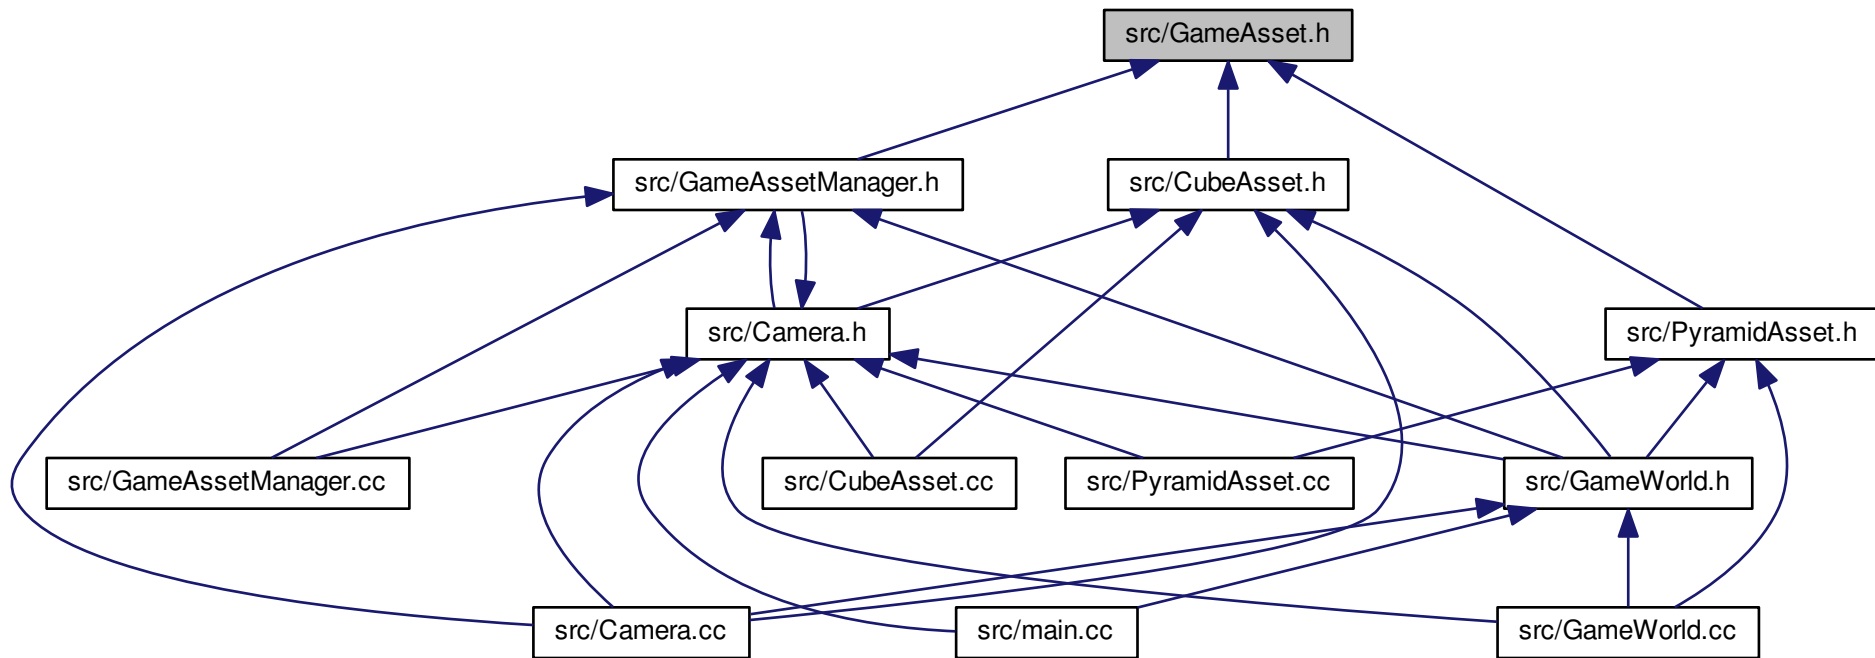 src/GameAsset.h
src/GameAssetManager.h
src/CubeAsset.h
src/Camera.h
src/PyramidAsset.h
src/GameAssetManager.cc
src/CubeAsset.cc
src/PyramidAsset.cc
src/GameWorld.h
src/Camera.cc
src/main.cc
src/GameWorld.cc